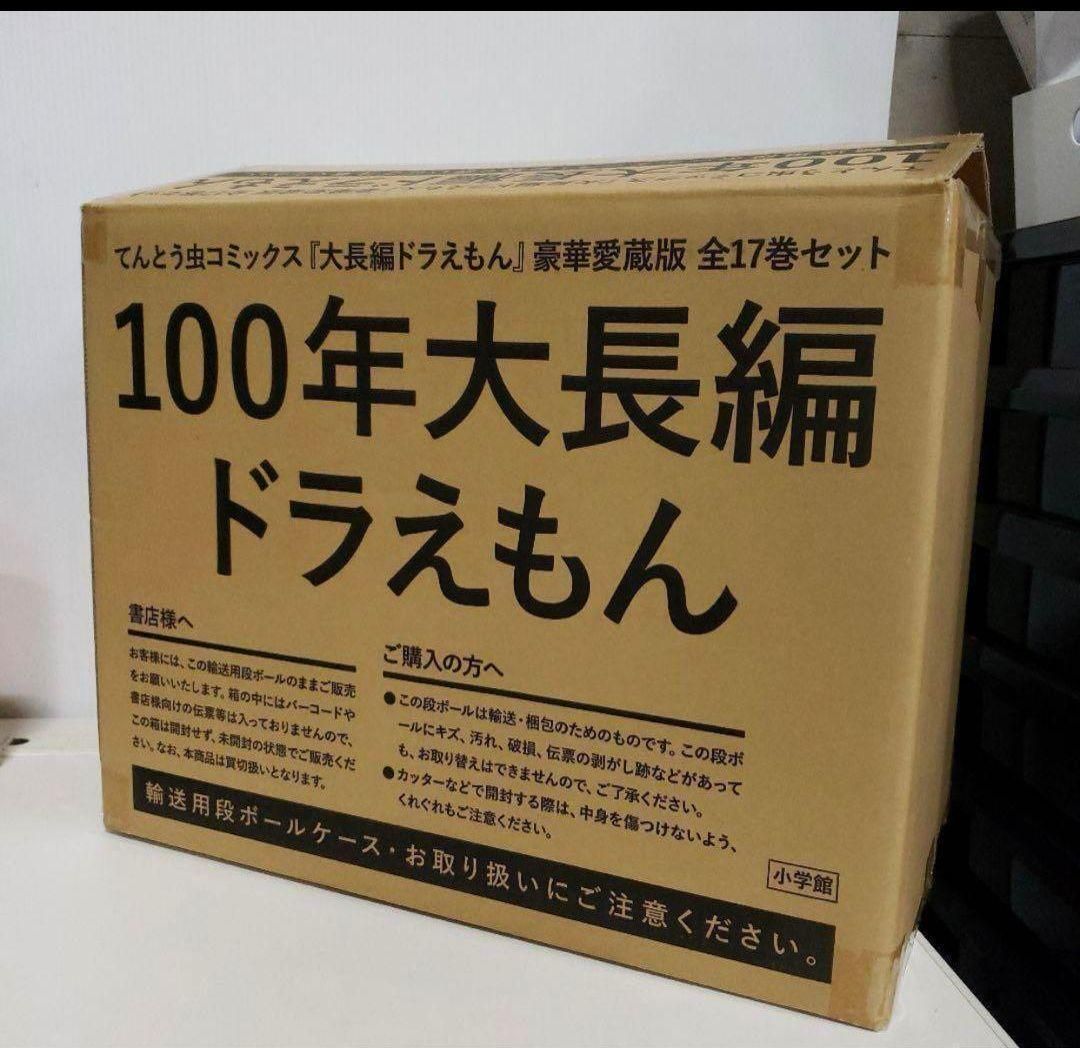 てんとう虫コミックス『大長編ドラえもん』豪華愛蔵版 全17巻セット
100年大長編
ドラえもん
書店様へ
お客様には、この輸送用段ボールのままご販売
をお願いいたします。箱の中にはバーコードや
書店様向けの伝票等は入っておりませんので、
この箱は開封せず、未開封の状態でご販売くだ
さい。なお、本商品は買切扱いとなります。
ご購入の方へ
●この段ボールは輸送・梱包のためのものです。この段ボ
ールにキズ、汚れ、破損、伝票の剥がし跡などがあって
も、お取り替えはできませんので、ご了承ください。
●カッターなどで開封する際は、中身を傷つけないよう、
くれぐれもご注意ください。
小学館
輸送用段ボールケース・お取り扱いにご注意ください。